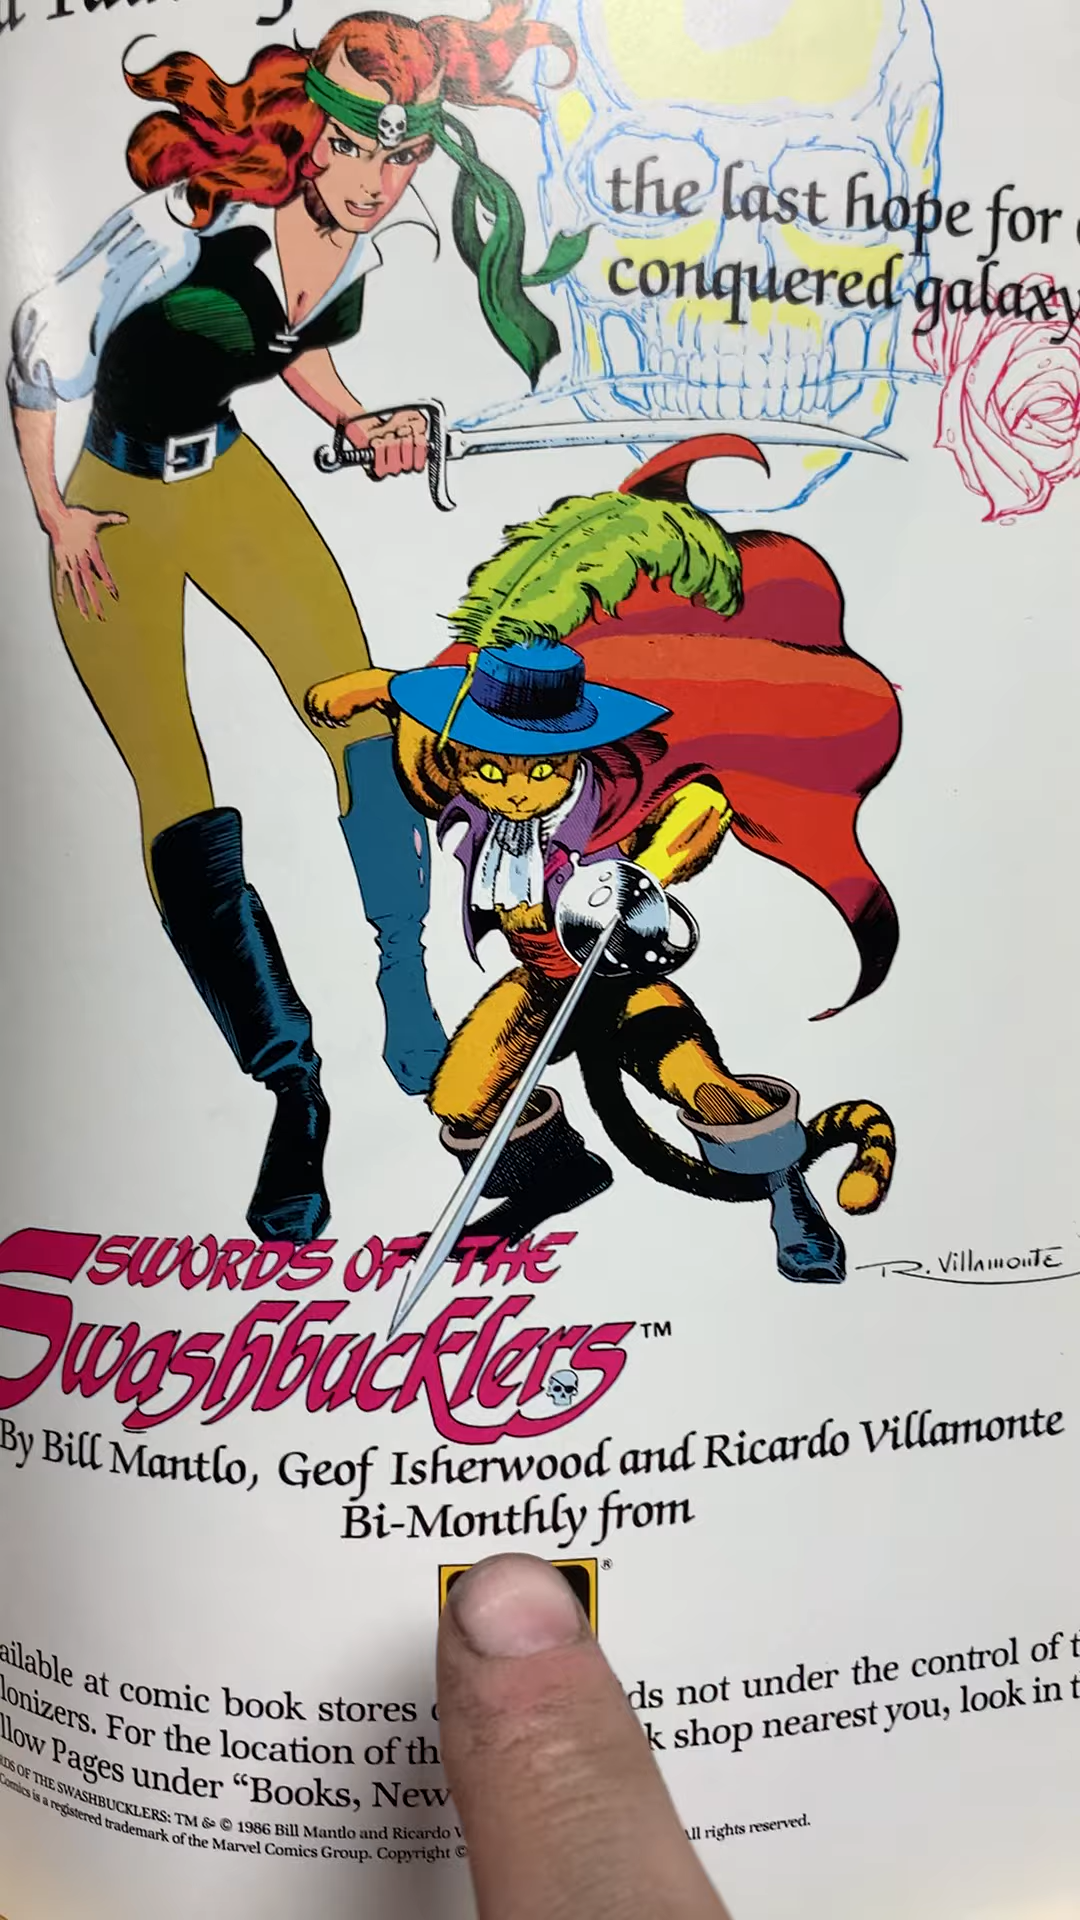 the last hope for
conquered galaxy
R. Villamonte
SWORDS OF THE
Swashbucklers™
By Bill Mantlo, Geof Isherwood and Ricardo Villamonte
Bi-Monthly from
®
ailable at comic book stores ds not under the control of
lonizers. For the location of k shop nearest you, look in
llow Pages under “Books, New
OF THE SWASHBUCKLERS: TM & © 1986 Bill Mantlo and Ricardo All rights reserved.
Comics is a registered trademark of the Marvel Comics Group. Copyright ©